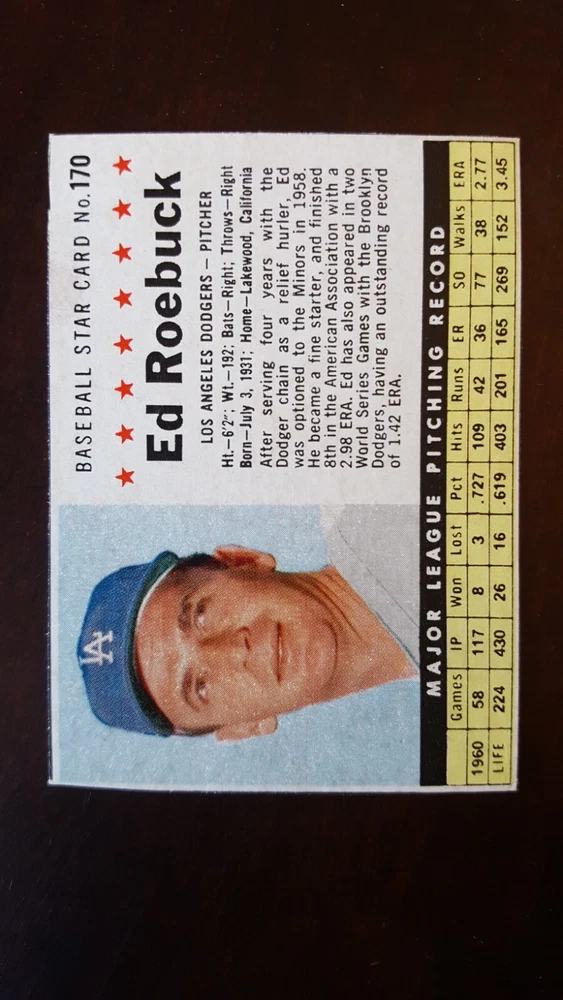 BASEBALL STAR CARD No. 170
Ed Roebuck
LOS ANGELES DODGERS — PITCHER
Ht.—6'2"; Wt.—192; Bats—Right; Throws—Right
Born—July 3, 1931; Home—Lakewood, California
After serving four years with the
Dodger chain as a relief hurler, Ed
was optioned to the Minors in 1958.
He became a fine starter, and finished
8th in the American Association with a
2.98 ERA. Ed has also appeared in two
World Series Games with the Brooklyn
Dodgers, having an outstanding record
of 1.42 ERA.
LA
MAJOR LEAGUE PITCHING RECORD
Games IP Won Lost Pct Hits Runs ER SO Walks ERA
1960 58 117 8 3 .727 109 42 36 77 38 2.77
LIFE 224 430 26 16 .619 403 201 165 269 152 3.45